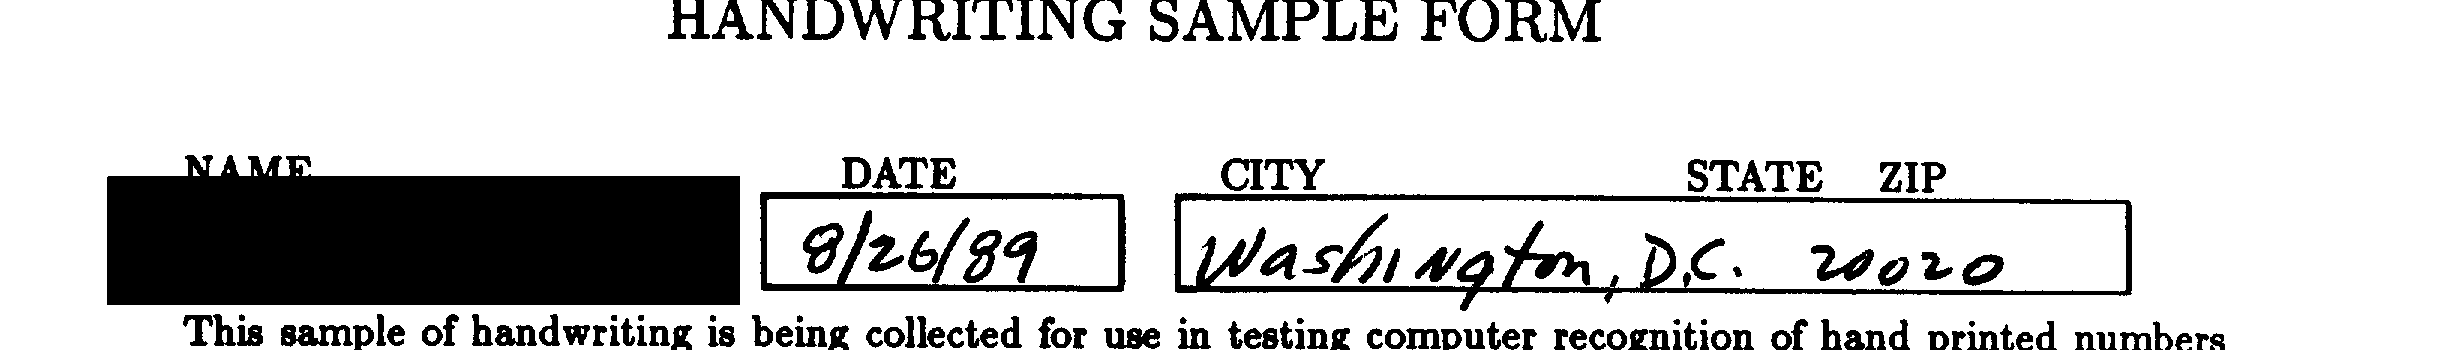 HANDWRITING SAMPLE FORM
NAME DATE CITY STATE ZIP
8/26/89 Washington, D.C. 20020
This sample of handwriting is being collected for use in testing computer recognition of hand printed numbers